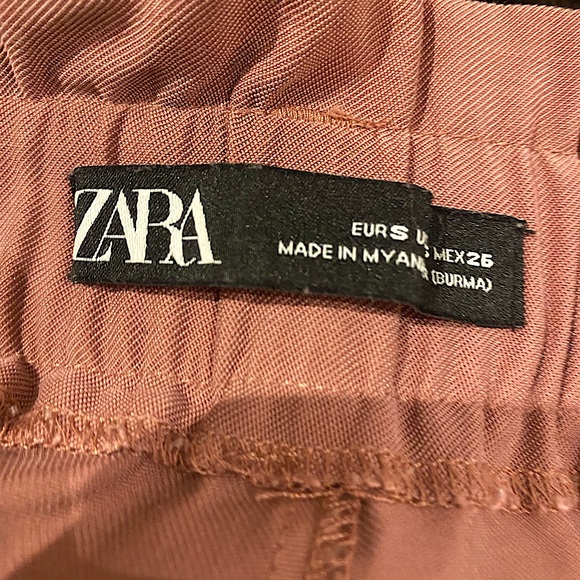 ZARA
EUR S U S MEX 26
MADE IN MYAN (BURMA)